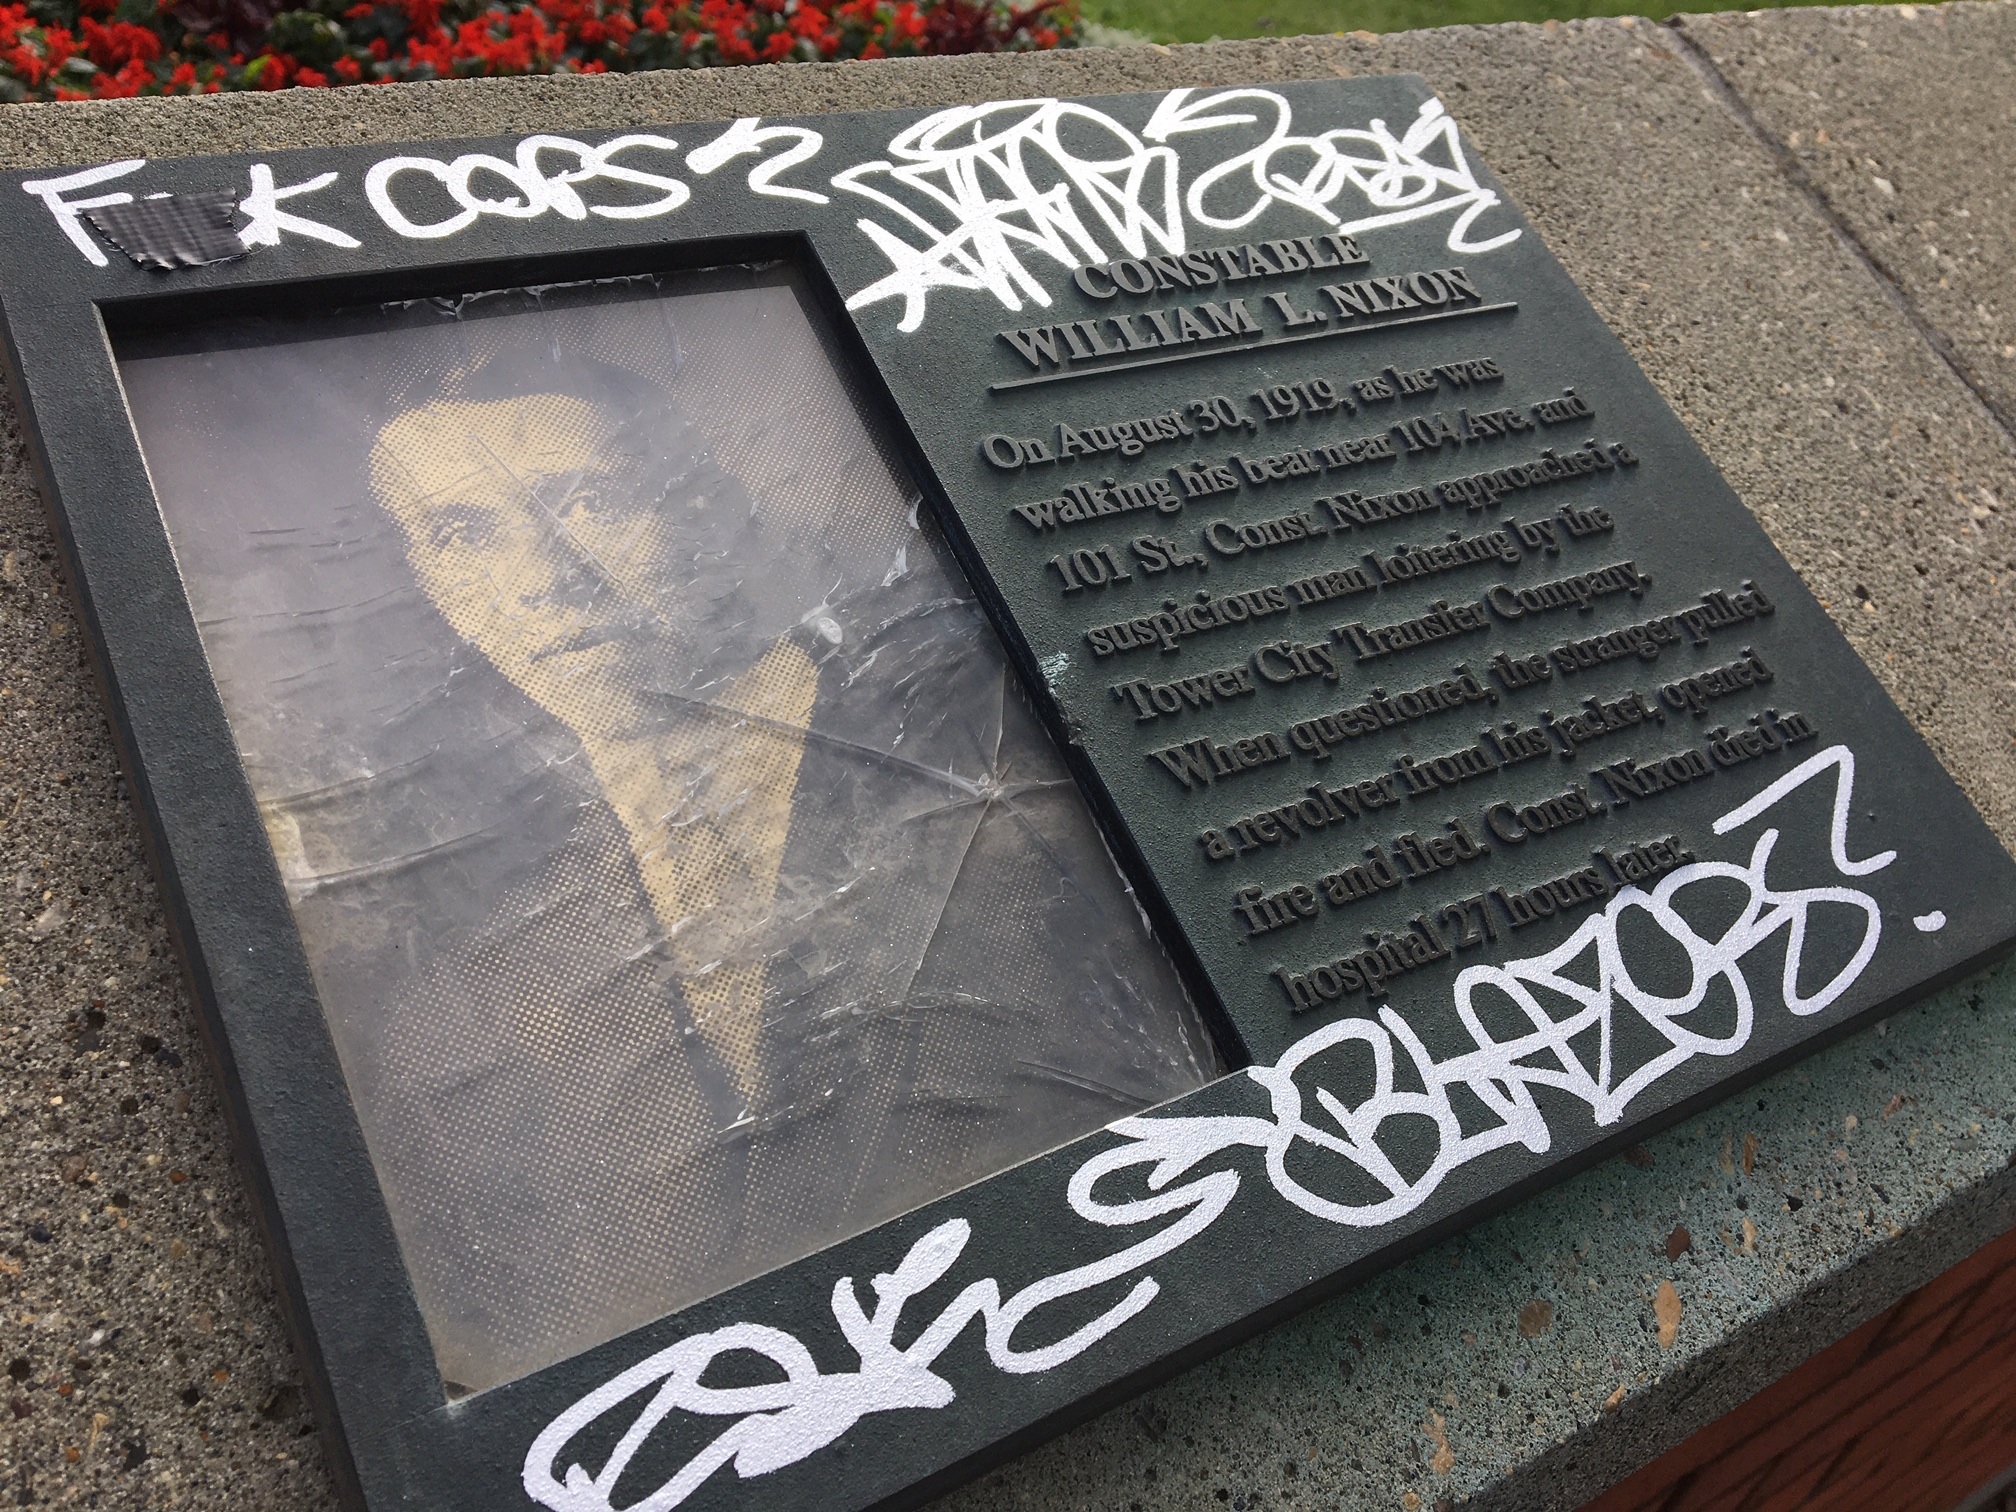 F K COPS
CONSTABLE
WILLIAM L. NIXON
On August 30, 1919, as he was
walking his beat near 104 Ave. and
101 St., Const. Nixon approached a
suspicious man loitering by the
Tower City Transfer Company.
When questioned, the stranger pulled
a revolver from his jacket, opened
fire and fled. Const. Nixon died in
hospital 27 hours later.